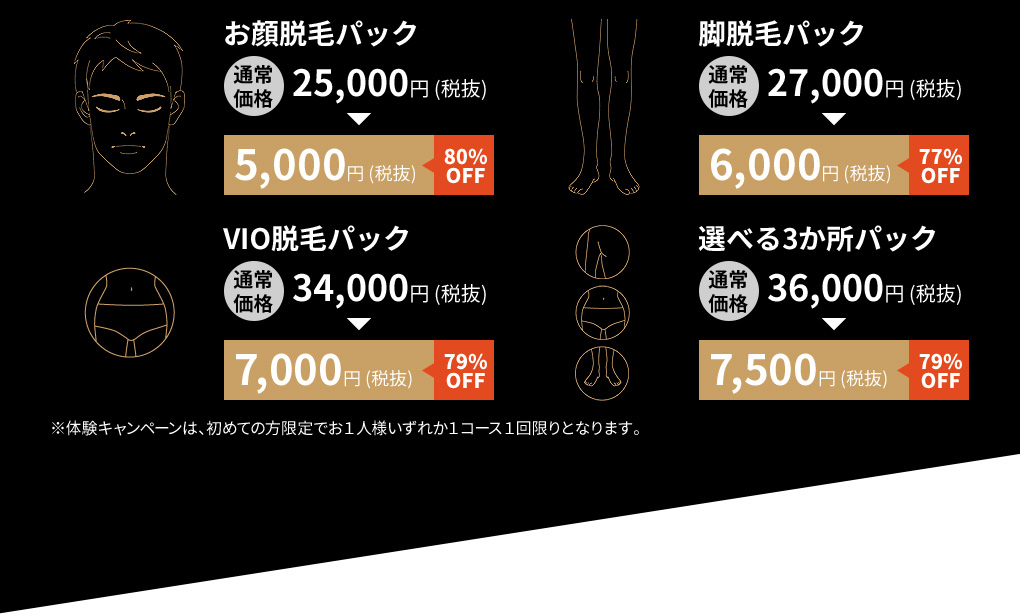 お顔脱毛パック
通常
価格
25,000円 (税抜)
5,000円 (税抜)
80%
OFF
脚脱毛パック
通常
価格
27,000円 (税抜)
6,000円 (税抜)
77%
OFF
VIO脱毛パック
通常
価格
34,000円 (税抜)
7,000円 (税抜)
79%
OFF
選べる3か所パック
通常
価格
36,000円 (税抜)
7,500円 (税抜)
79%
OFF
※体験キャンペーンは、初めての方限定でお１人様いずれか１コース１回限りとなります。